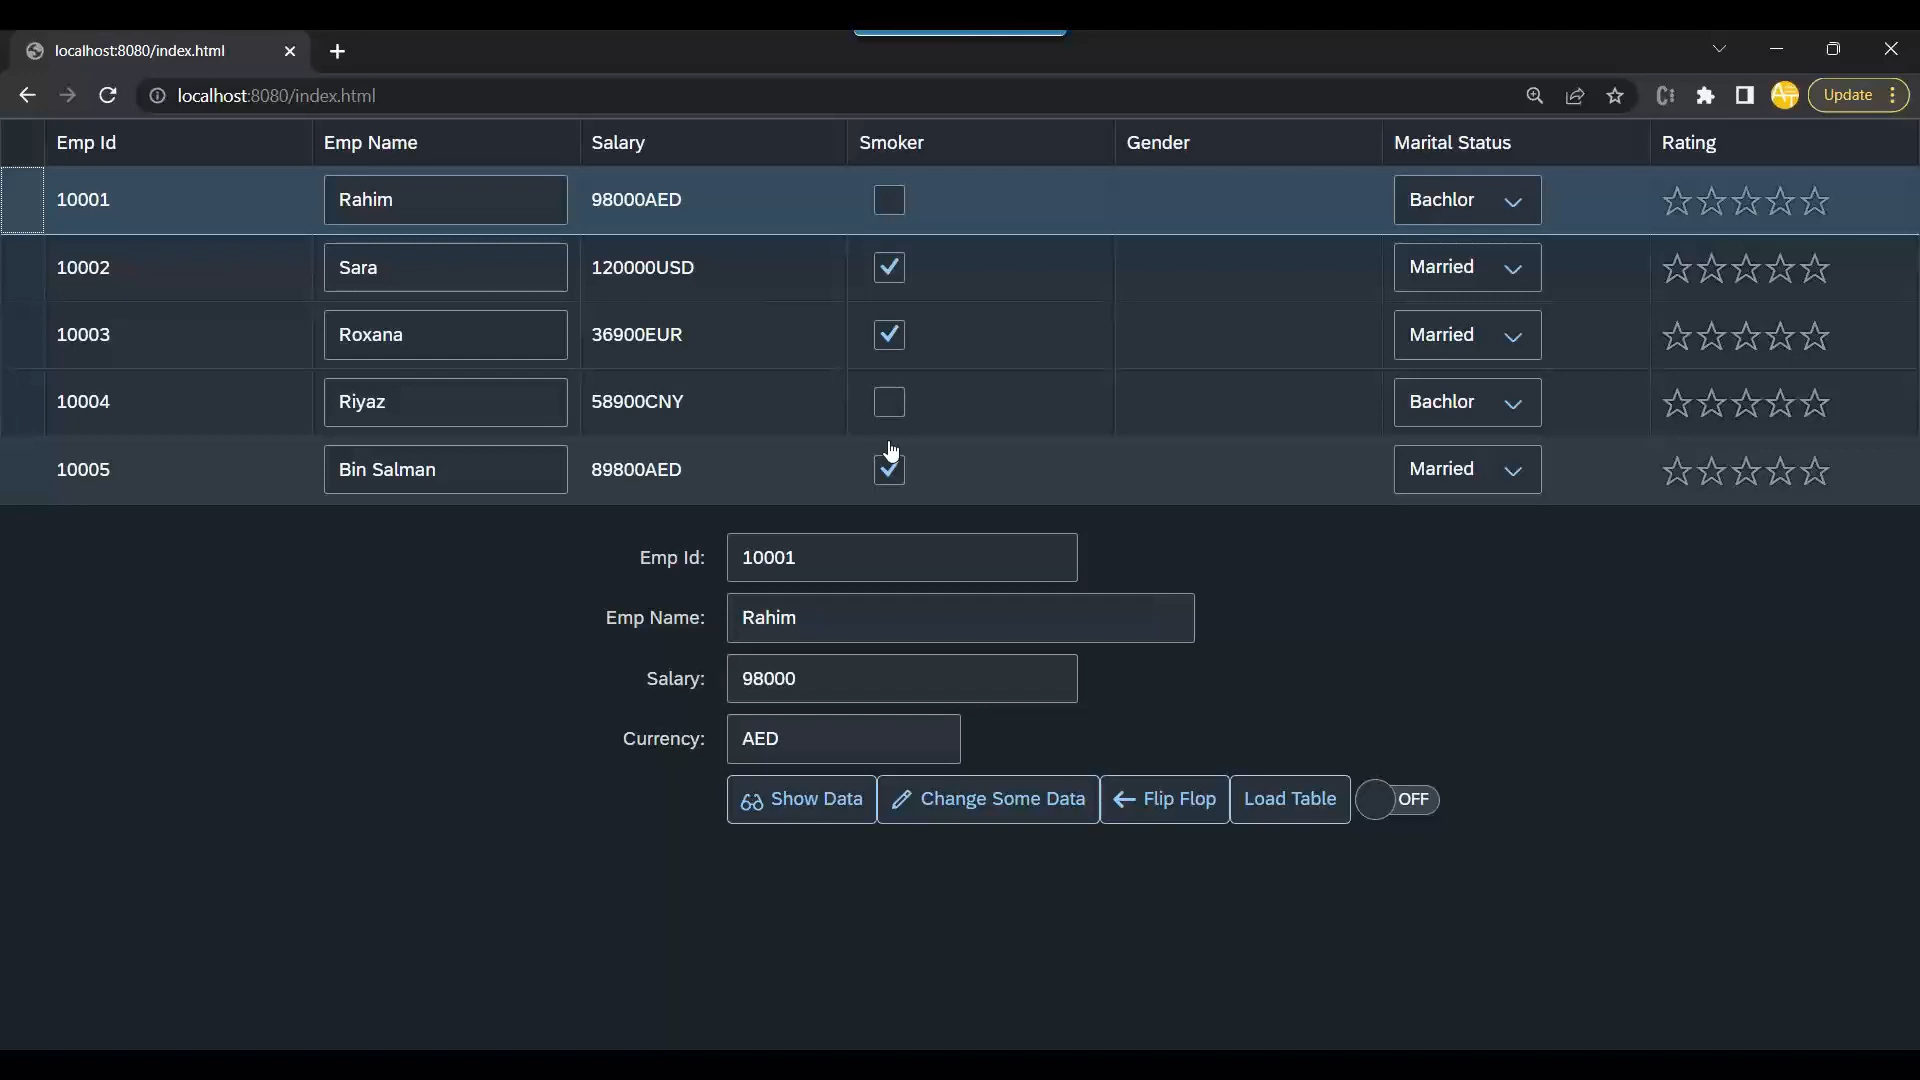 localhost:8080/index.html
localhost:8080/index.html Update
Emp Id Emp Name Salary Smoker Gender Marital Status Rating
10001 Rahim 98000AED Bachlor
10002 Sara 120000USD Married
10003 Roxana 36900EUR Married
10004 Riyaz 58900CNY Bachlor
10005 Bin Salman 89800AED Married
Emp Id: 10001
Emp Name: Rahim
Salary: 98000
Currency: AED
Show Data Change Some Data Flip Flop Load Table OFF